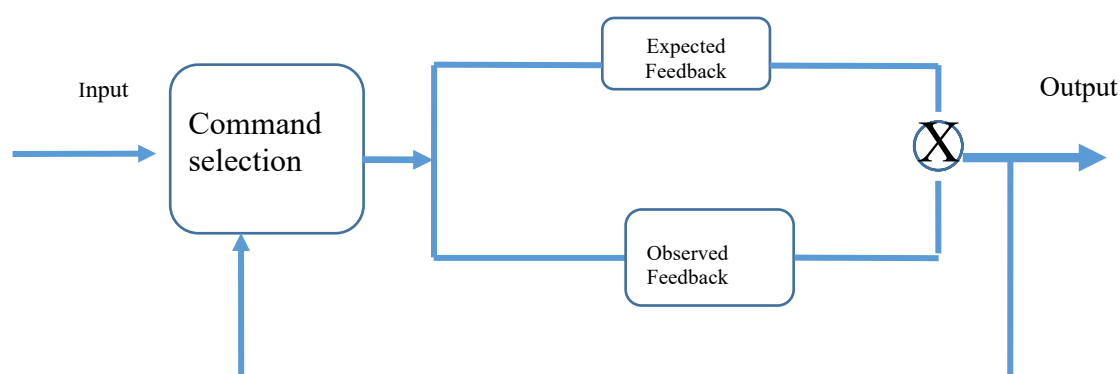 Input
Command
selection
Expected
Feedback
X
Output
Observed
Feedback